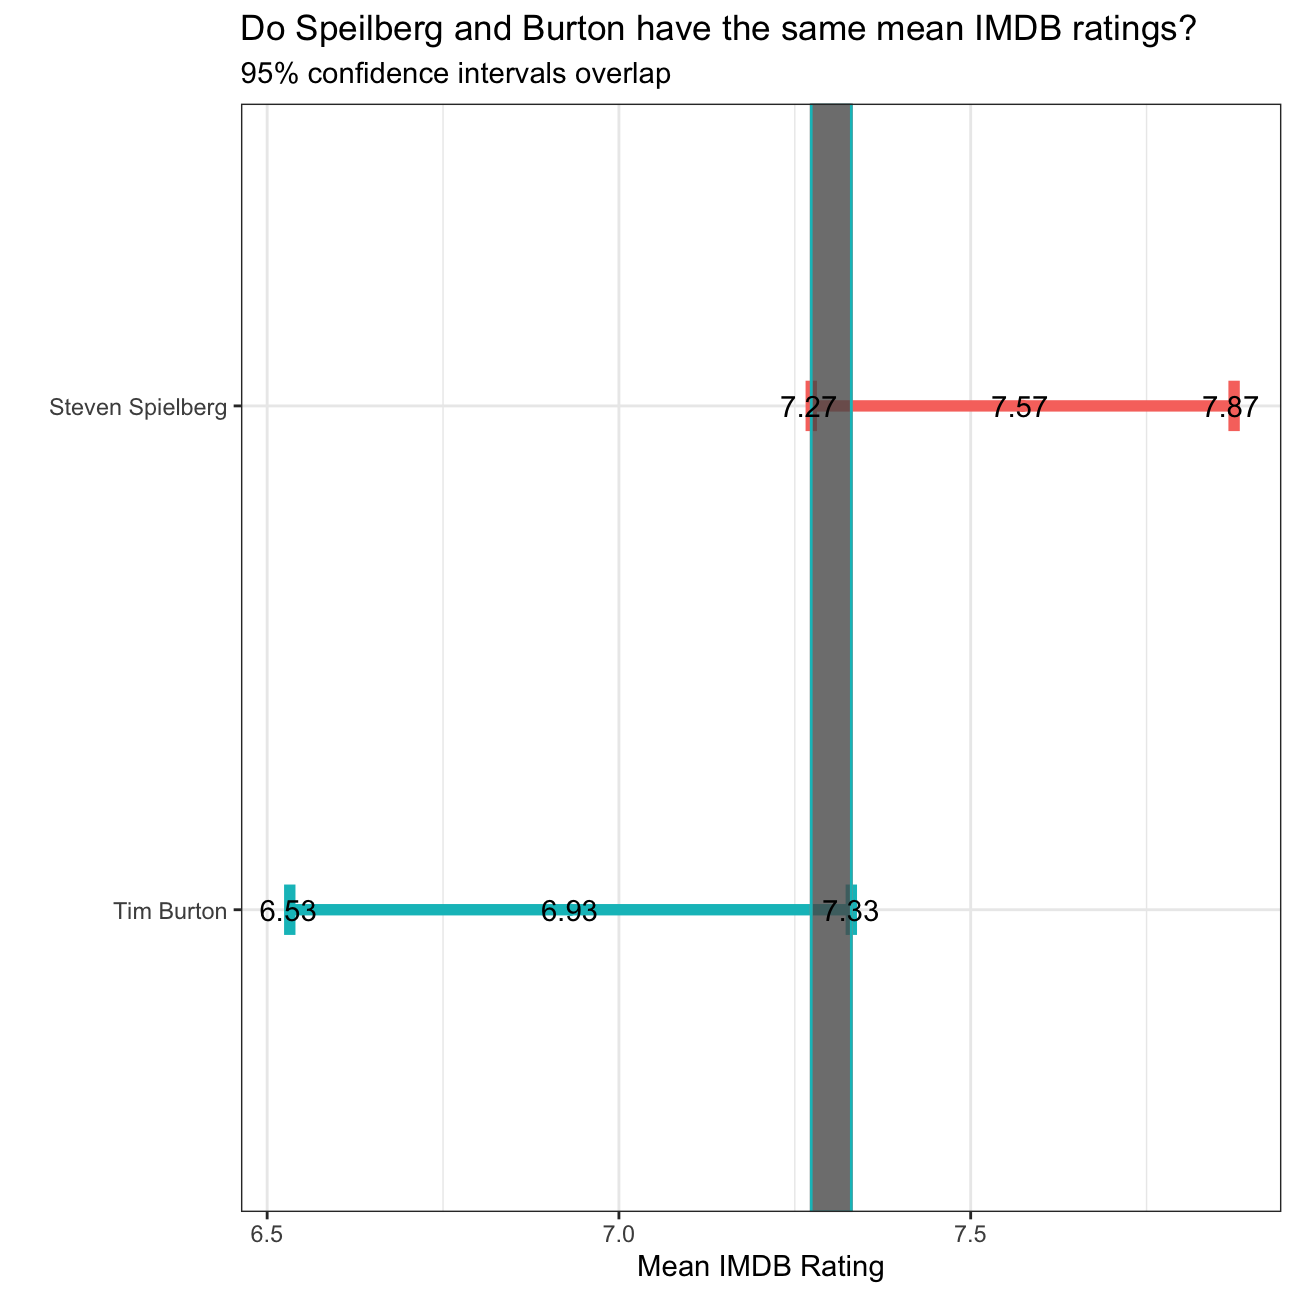 Do Speilberg and Burton have the same mean IMDB ratings?
95% confidence intervals overlap
Steven Spielberg
7.27 7.57 7.87
Tim Burton
6.53 6.93 7.33
6.5 7.0 7.5
Mean IMDB Rating